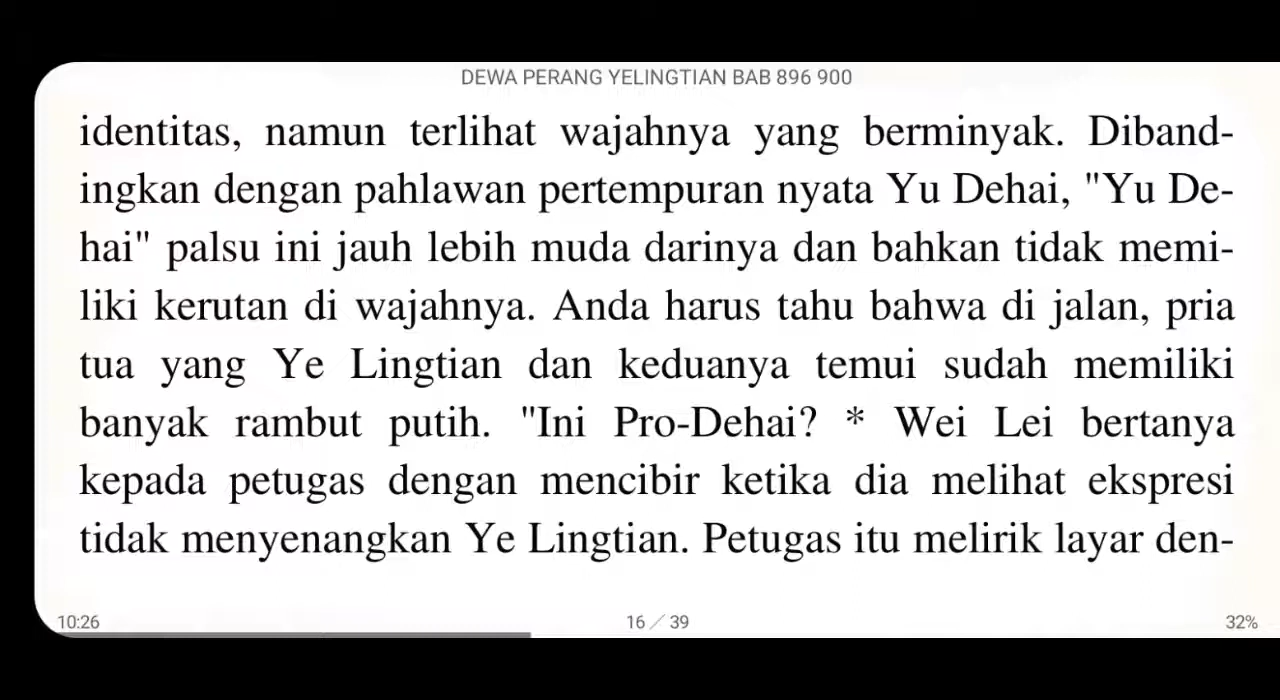 DEWA PERANG YELINGTIAN BAB 896 900
identitas, namun terlihat wajahnya yang berminyak. Diband-
ingkan dengan pahlawan pertempuran nyata Yu Dehai, "Yu De-
hai" palsu ini jauh lebih muda darinya dan bahkan tidak memi-
liki kerutan di wajahnya. Anda harus tahu bahwa di jalan, pria
tua yang Ye Lingtian dan keduanya temui sudah memiliki
banyak rambut putih. "Ini Pro-Dehai? * Wei Lei bertanya
kepada petugas dengan mencibir ketika dia melihat ekspresi
tidak menyenangkan Ye Lingtian. Petugas itu melirik layar den-
10:26
16 / 39
32%